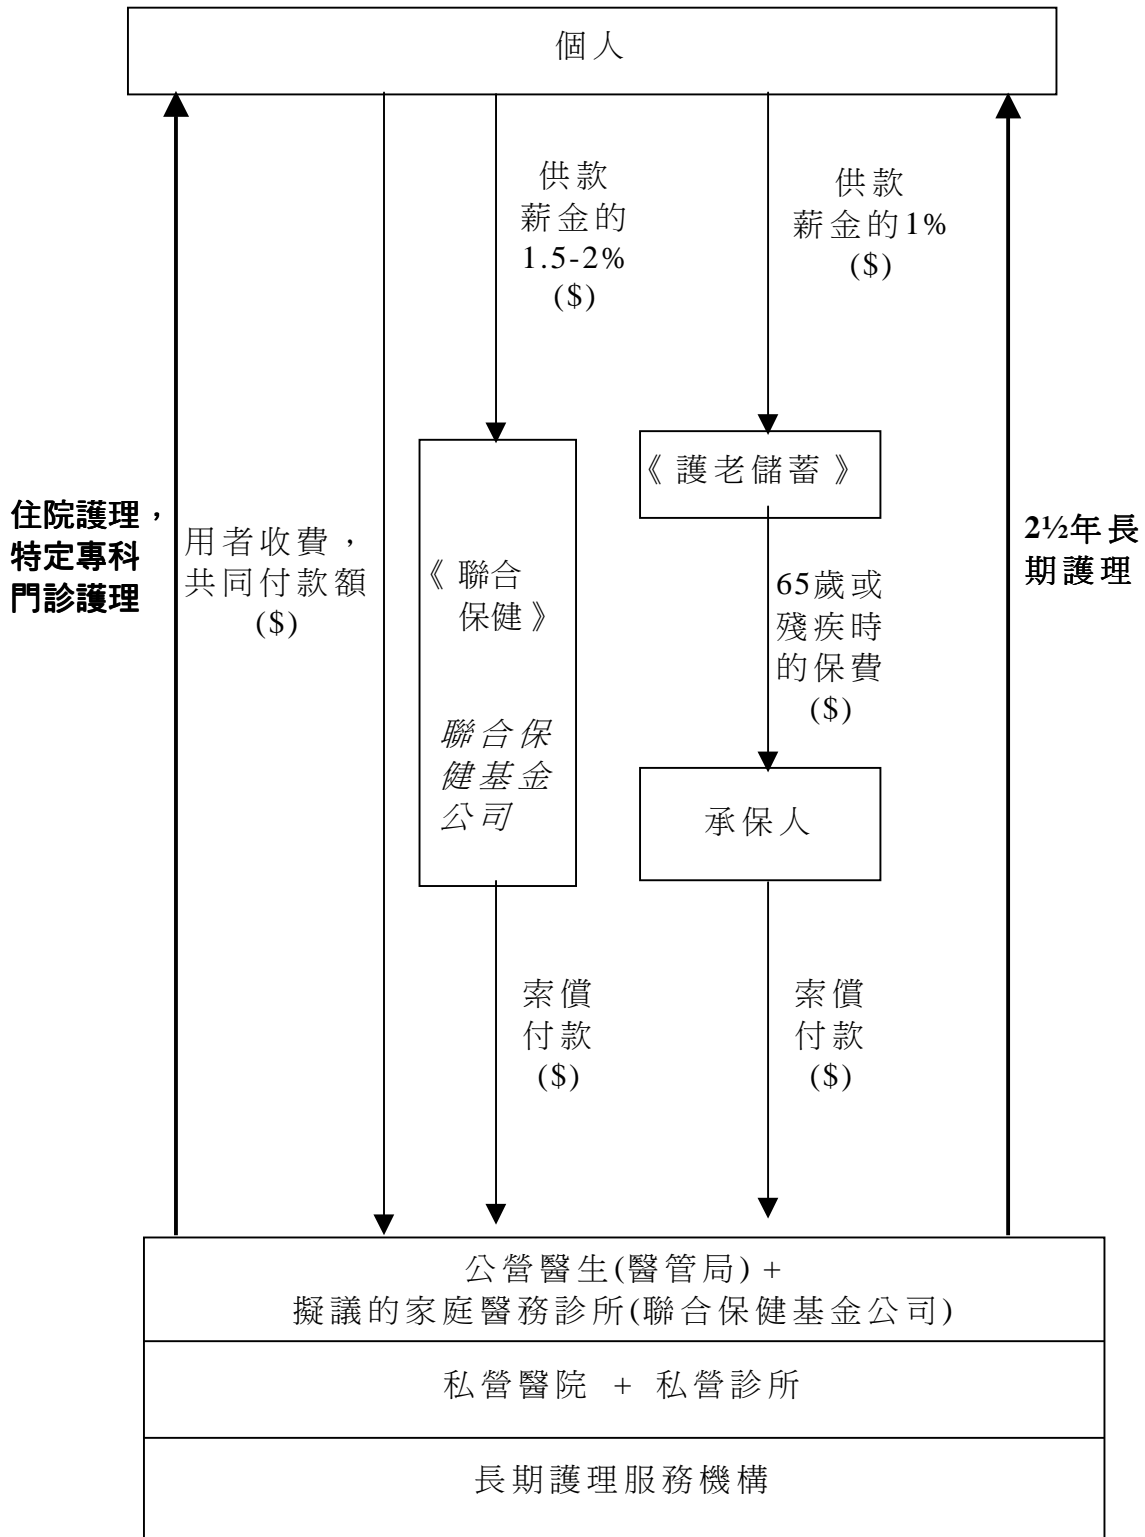 個人
供款
薪金的
1.5-2%
($)
供款
薪金的1%
($)
住院護理，
特定專科
門診護理
用者收費，
共同付款額
($)
《聯合
保健》
聯合保
健基金
公司
《護老儲蓄》
65歲或
殘疾時
的保費
($)
承保人
2½年長
期護理
索償
付款
($)
索償
付款
($)
公營醫生(醫管局) +
擬議的家庭醫務診所(聯合保健基金公司)
私營醫院 + 私營診所
長期護理服務機構